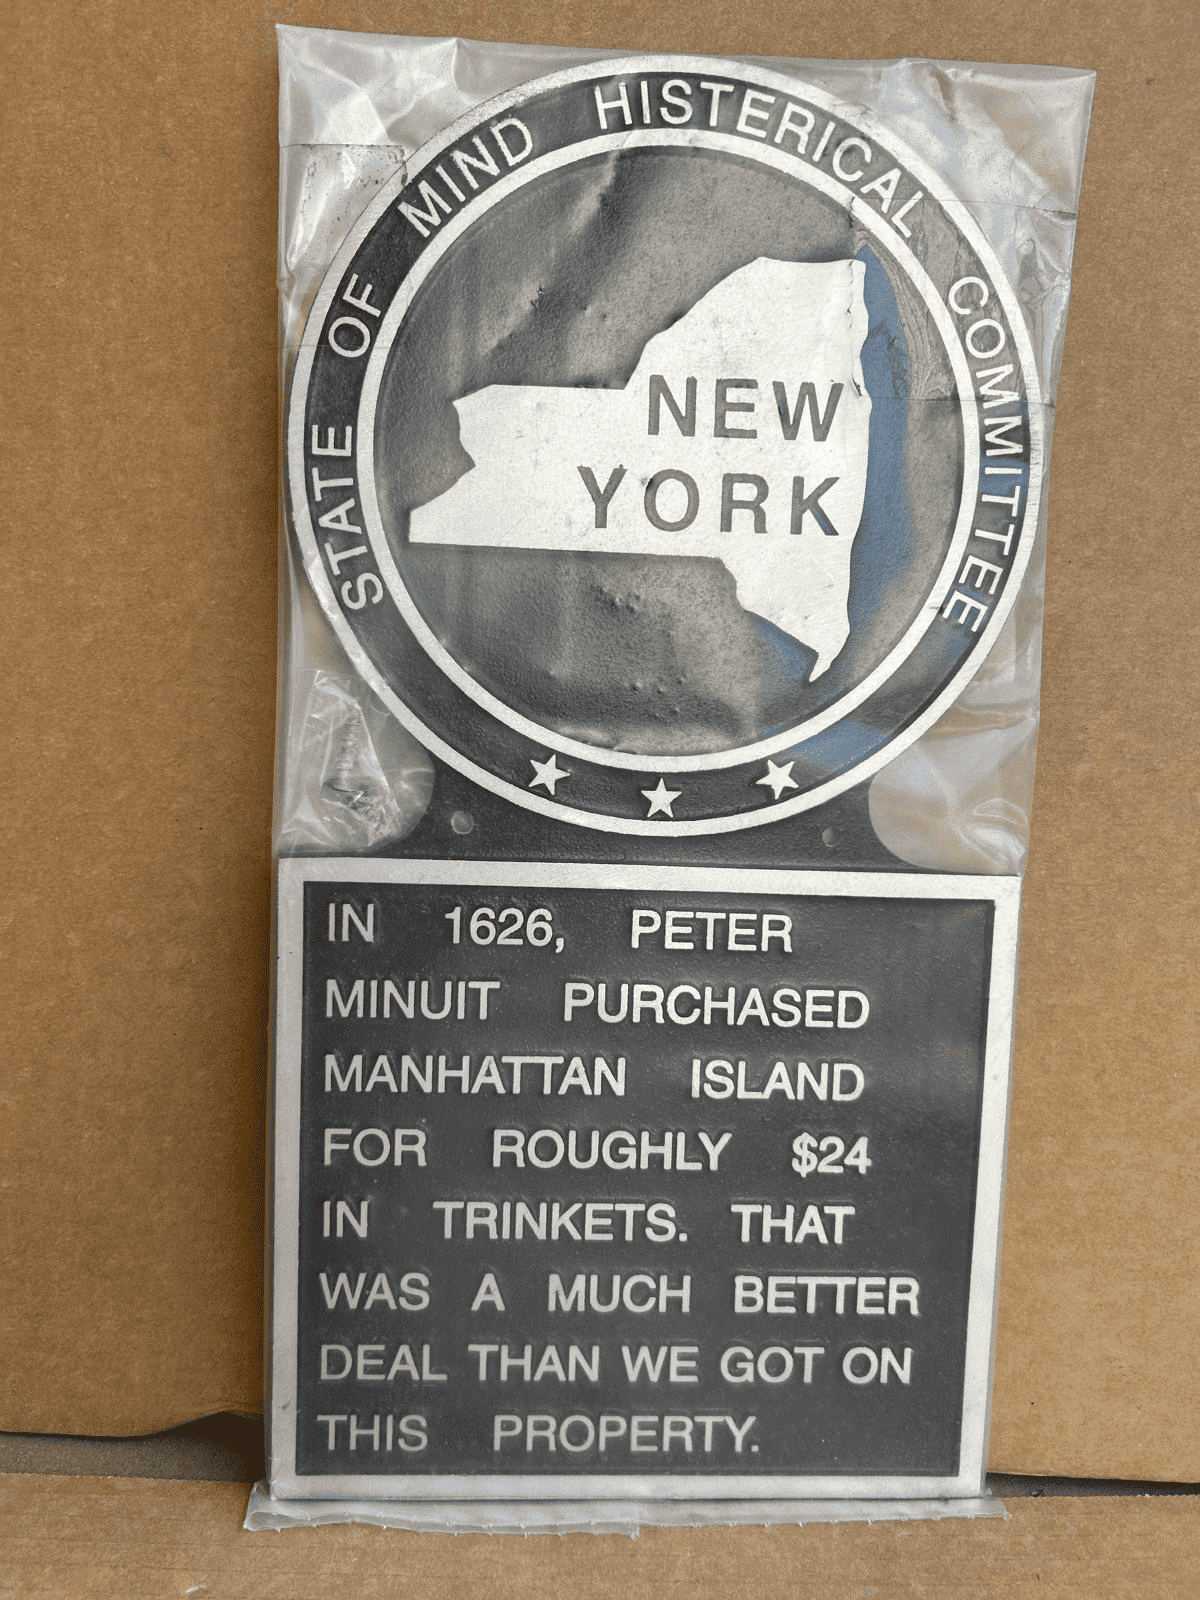 STATE OF MIND HISTERICAL COMMITTEE
NEW
YORK
IN 1626, PETER
MINUIT PURCHASED
MANHATTAN ISLAND
FOR ROUGHLY $24
IN TRINKETS. THAT
WAS A MUCH BETTER
DEAL THAN WE GOT ON
THIS PROPERTY.